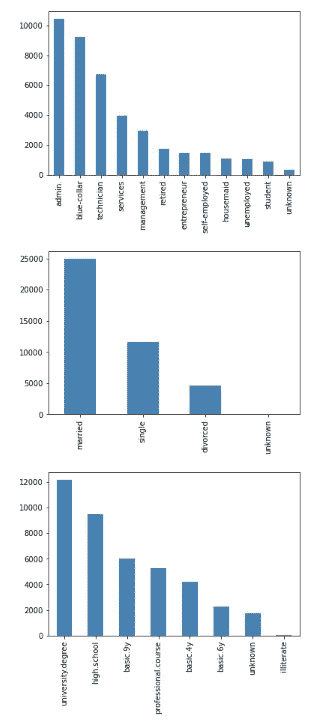 10000
8000
6000
4000
2000
0
admin.
blue-collar
technician
services
management
retired
entrepreneur
self-employed
housemaid
unemployed
student
unknown
25000
20000
15000
10000
5000
0
married
single
divorced
unknown
12000
10000
8000
6000
4000
2000
0
university.degree
high.school
basic.9y
professional.course
basic.4y
basic.6y
unknown
illiterate